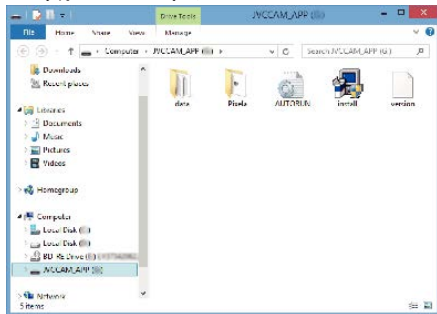 Drive Tools
JVCCAM_APP
File Home Share View Manage
Computer JVCCAM_APP
Search JVCCAM_APP (G:)
Downloads
Recent places
Libraries
Documents
Music
Pictures
Videos
Homegroup
Computer
Local Disk
Local Disk
BD-RE Drive
JVCCAM_APP
Network
data
Pixela
AUTORUN
install
version
5 items